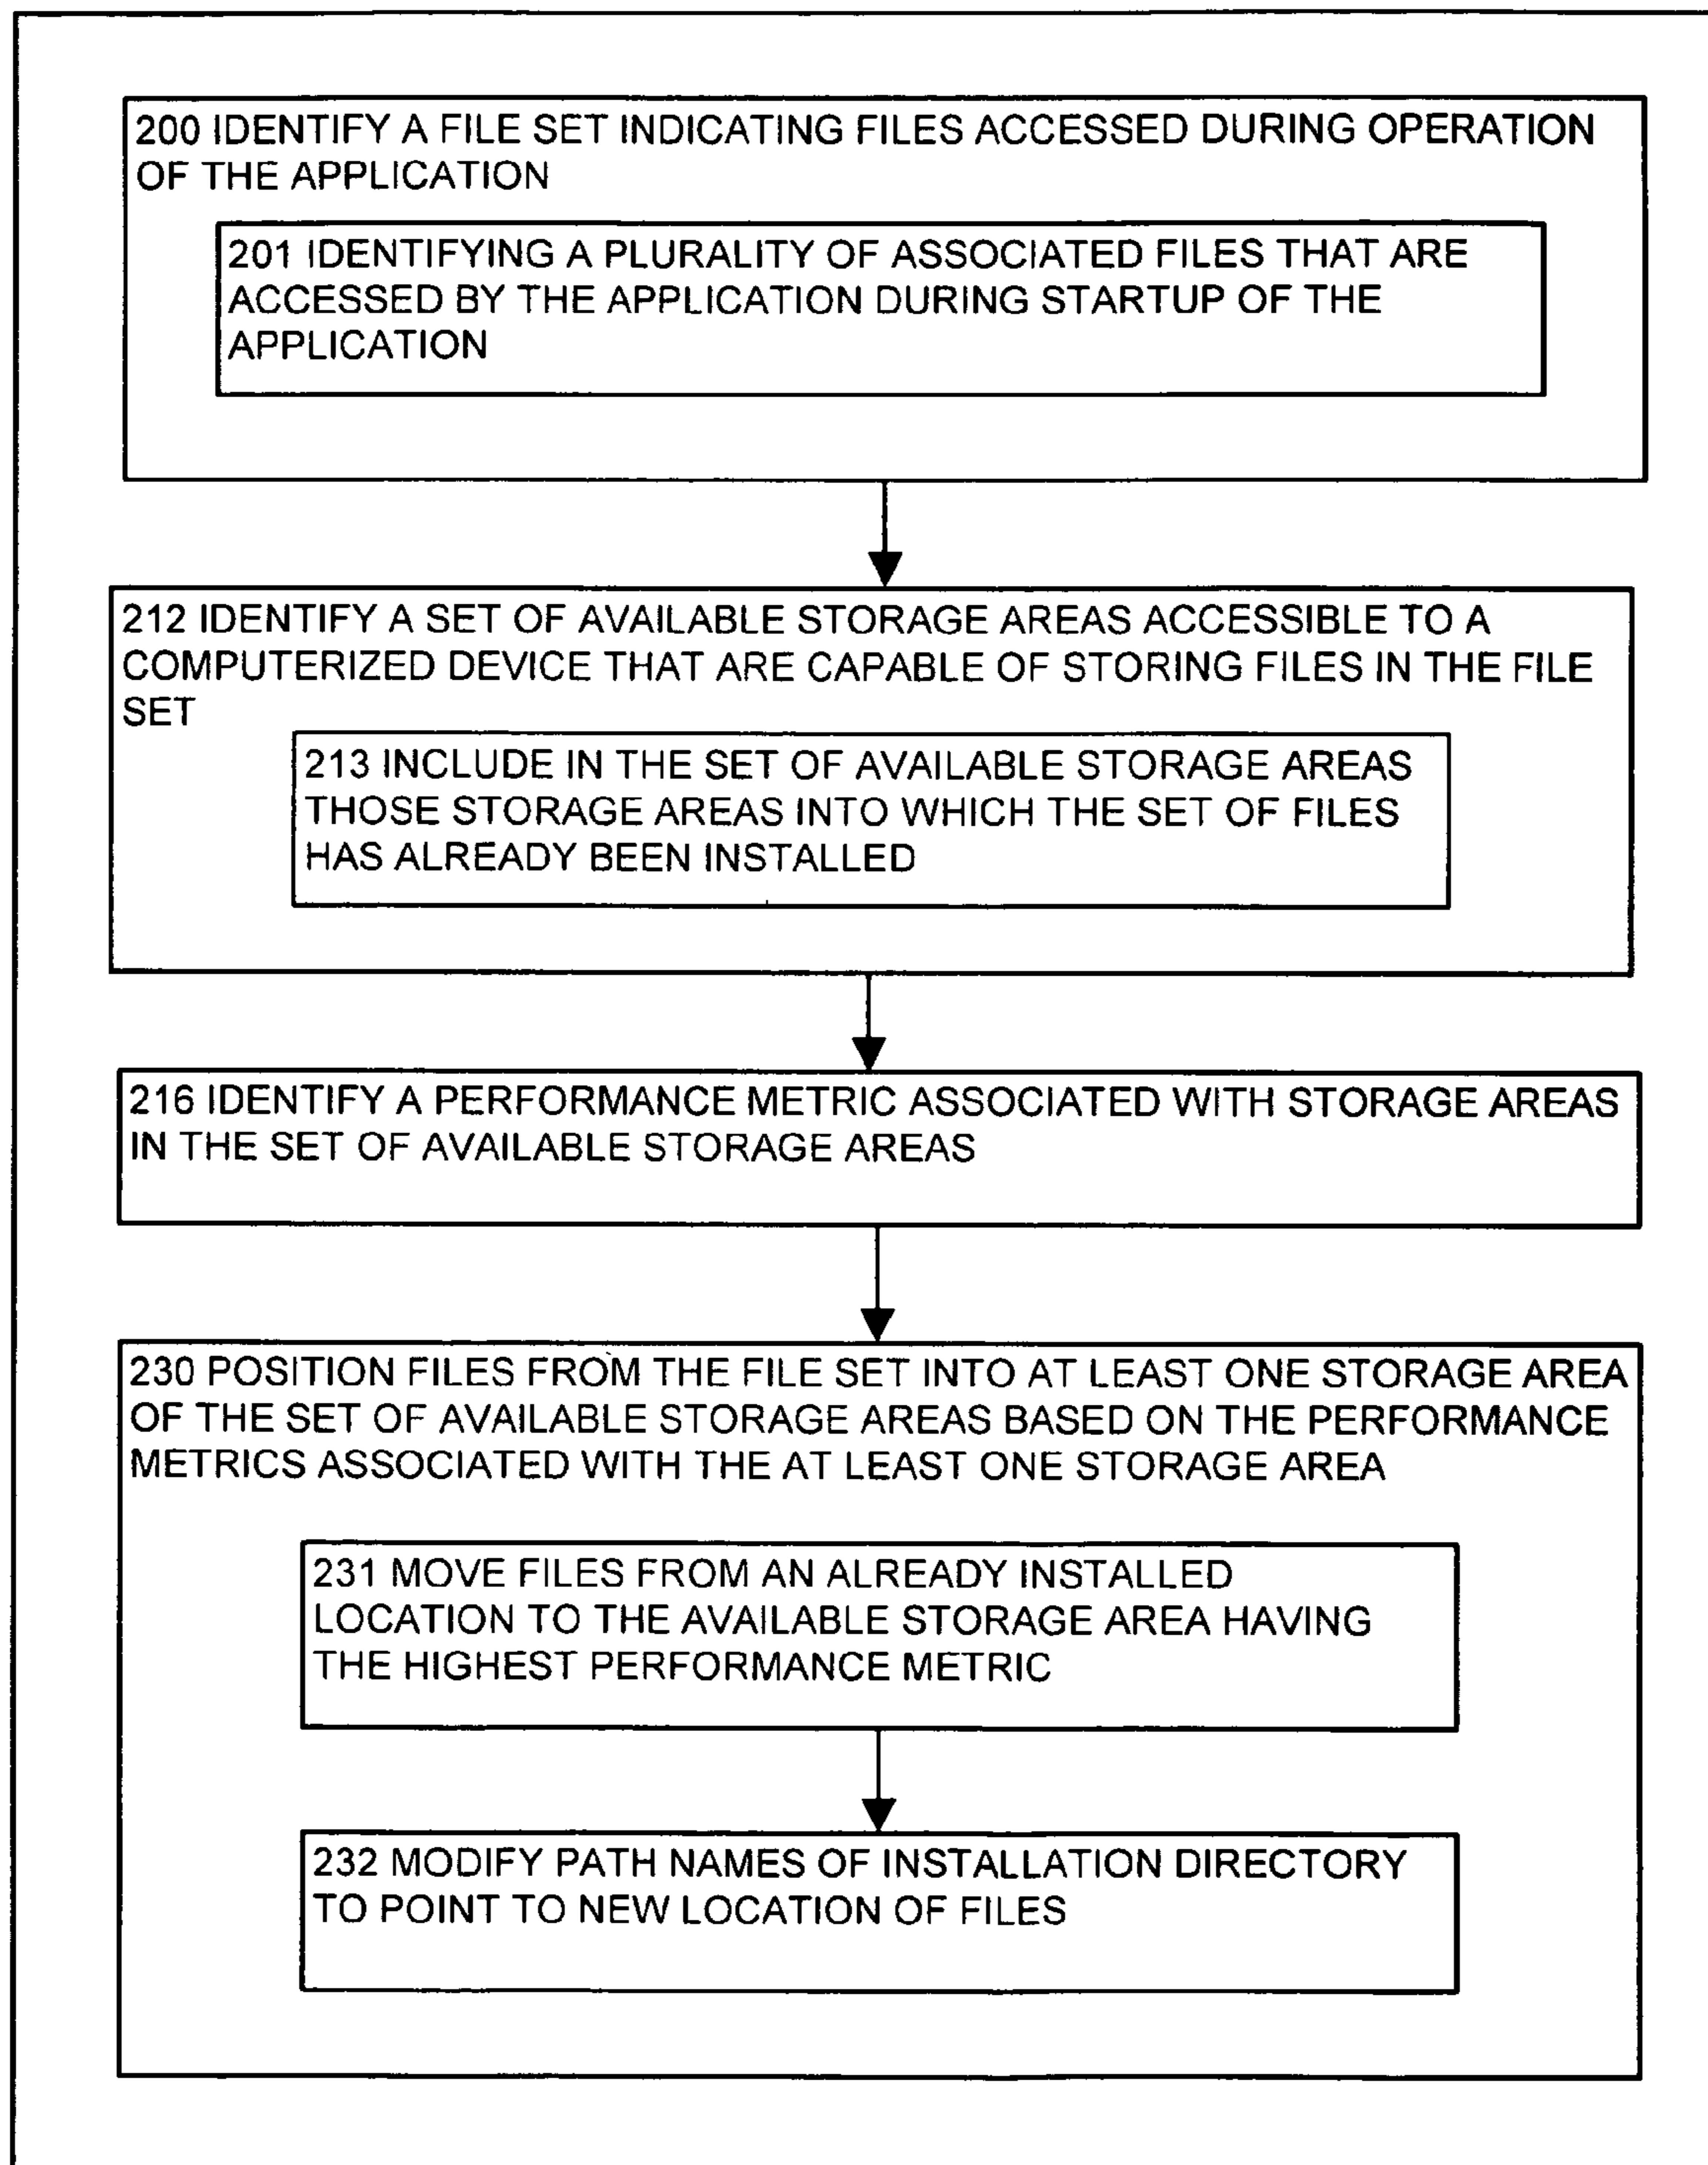 200 IDENTIFY A FILE SET INDICATING FILES ACCESSED DURING OPERATION
OF THE APPLICATION
201 IDENTIFYING A PLURALITY OF ASSOCIATED FILES THAT ARE
ACCESSED BY THE APPLICATION DURING STARTUP OF THE
APPLICATION
212 IDENTIFY A SET OF AVAILABLE STORAGE AREAS ACCESSIBLE TO A
COMPUTERIZED DEVICE THAT ARE CAPABLE OF STORING FILES IN THE FILE
SET
213 INCLUDE IN THE SET OF AVAILABLE STORAGE AREAS
THOSE STORAGE AREAS INTO WHICH THE SET OF FILES
HAS ALREADY BEEN INSTALLED
216 IDENTIFY A PERFORMANCE METRIC ASSOCIATED WITH STORAGE AREAS
IN THE SET OF AVAILABLE STORAGE AREAS
230 POSITION FILES FROM THE FILE SET INTO AT LEAST ONE STORAGE AREA
OF THE SET OF AVAILABLE STORAGE AREAS BASED ON THE PERFORMANCE
METRICS ASSOCIATED WITH THE AT LEAST ONE STORAGE AREA
231 MOVE FILES FROM AN ALREADY INSTALLED
LOCATION TO THE AVAILABLE STORAGE AREA HAVING
THE HIGHEST PERFORMANCE METRIC
232 MODIFY PATH NAMES OF INSTALLATION DIRECTORY
TO POINT TO NEW LOCATION OF FILES